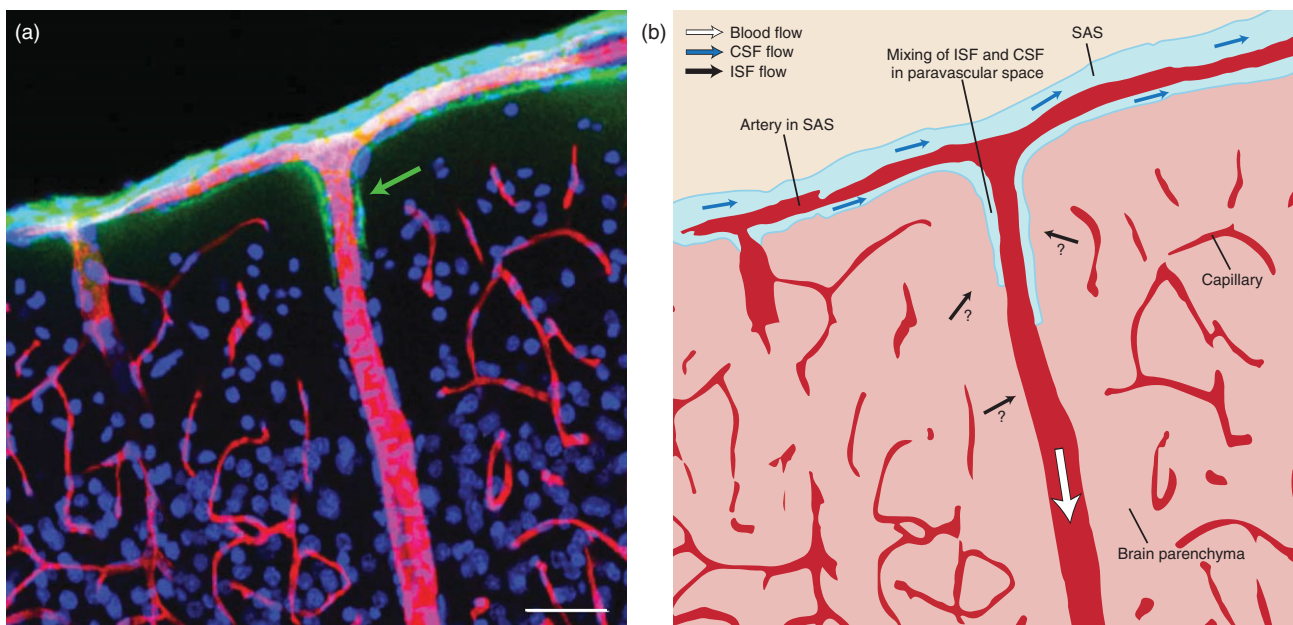 (a)
(b)
Blood flow
CSF flow
ISF flow
Mixing of ISF and CSF
in paravascular space
SAS
Artery in SAS
?
Capillary
?
?
Brain parenchyma